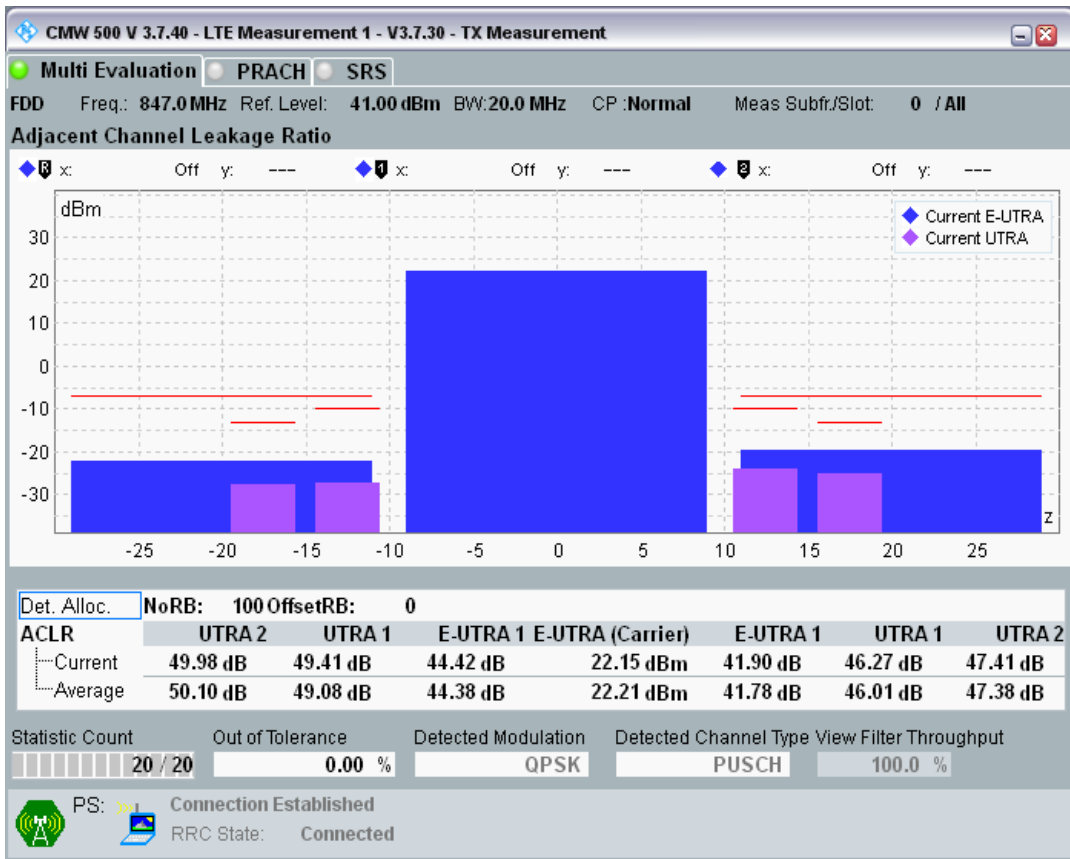 CMW 500 V 3.7.40 - LTE Measurement 1 - V3.7.30 - TX Measurement
Multi Evaluation PRACH SRS
FDD Freq.: 847.0 MHz Ref. Level: 41.00 dBm BW:20.0 MHz CP :Normal Meas Subfr./Slot: 0 / All
Adjacent Channel Leakage Ratio
R x: Off y: --- 1 x: Off y: --- 2 x: Off y: ---
dBm
Current E-UTRA
Current UTRA
30
20
10
0
-10
-20
-30
z
-25 -20 -15 -10 -5 0 5 10 15 20 25
Det. Alloc. NoRB: 100 OffsetRB: 0
ACLR UTRA 2 UTRA 1 E-UTRA 1 E-UTRA (Carrier) E-UTRA 1 UTRA 1 UTRA 2
Current 49.98 dB 49.41 dB 44.42 dB 22.15 dBm 41.90 dB 46.27 dB 47.41 dB
Average 50.10 dB 49.08 dB 44.38 dB 22.21 dBm 41.78 dB 46.01 dB 47.38 dB
Statistic Count Out of Tolerance Detected Modulation Detected Channel Type View Filter Throughput
20 / 20 0.00 % QPSK PUSCH 100.0 %
PS: Connection Established
RRC State: Connected